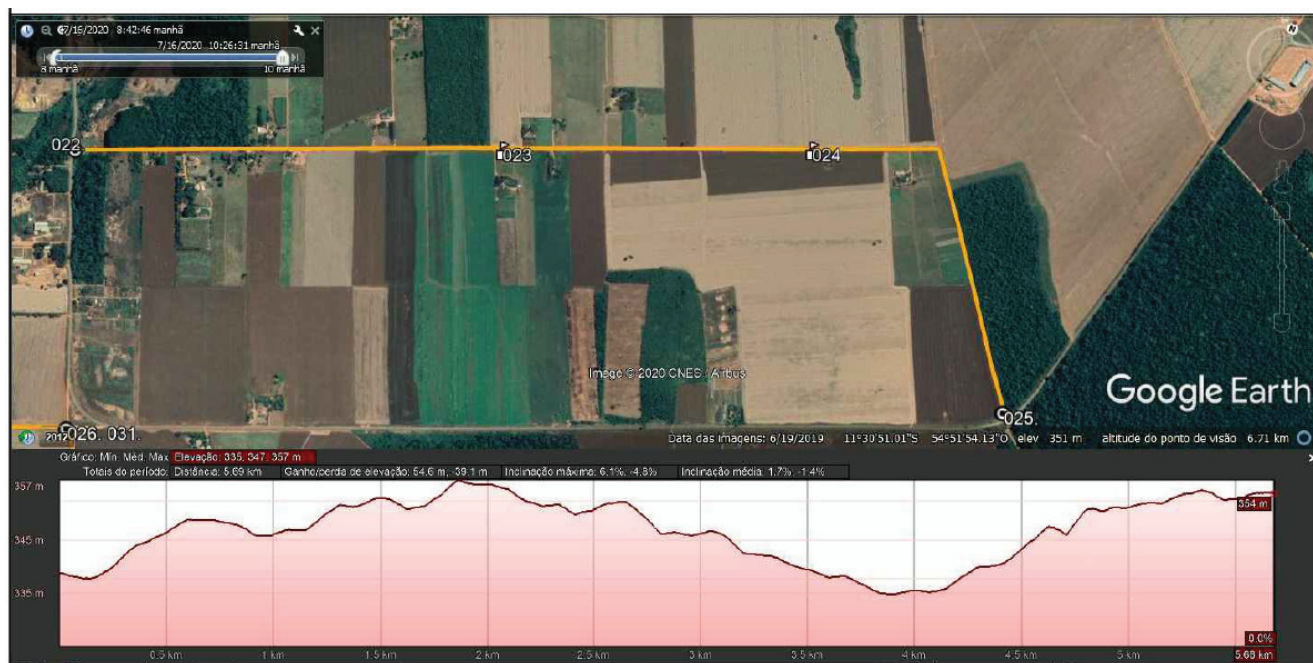 7/16/2020 8:42:46 manhã
7/16/2020 10:26:31 manhã
8 manhã 10 manhã
N
022
023
024
025.
Image © 2020 CNES / Airbus
Google Earth
2012
026. 031.
Data das imagens: 6/19/2019 11°30'51.01"S 54°51'54.13"O elev 351 m altitude do ponto de visão 6.71 km
Gráfico: Mín. Méd. Máx Elevação: 335, 347, 357 m
Totais do período: Distância: 5.69 km Ganho/perda de elevação: 54.6 m, -39.1 m Inclinação máxima: 6.1%, -4.8% Inclinação média: 1.7%, -1.4%
357 m
354 m
345 m
335 m
0.0%
0.5 km 1 km 1.5 km 2 km 2.5 km 3 km 3.5 km 4 km 4.5 km 5 km 5.68 km